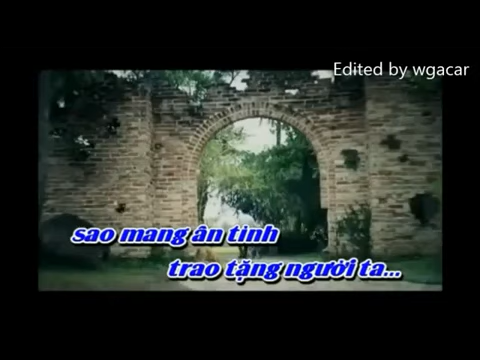 Edited by wgacar
sao mang ân tình
trao tặng người ta...